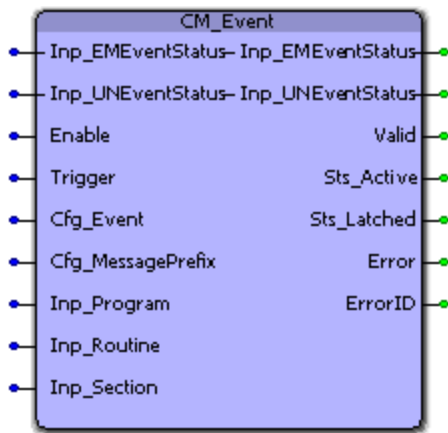 CM_Event
Inp_EMEventStatus Inp_EMEventStatus
Inp_UNEventStatus Inp_UNEventStatus
Enable Valid
Trigger Sts_Active
Cfg_Event Sts_Latched
Cfg_MessagePrefix Error
Inp_Program ErrorID
Inp_Routine
Inp_Section